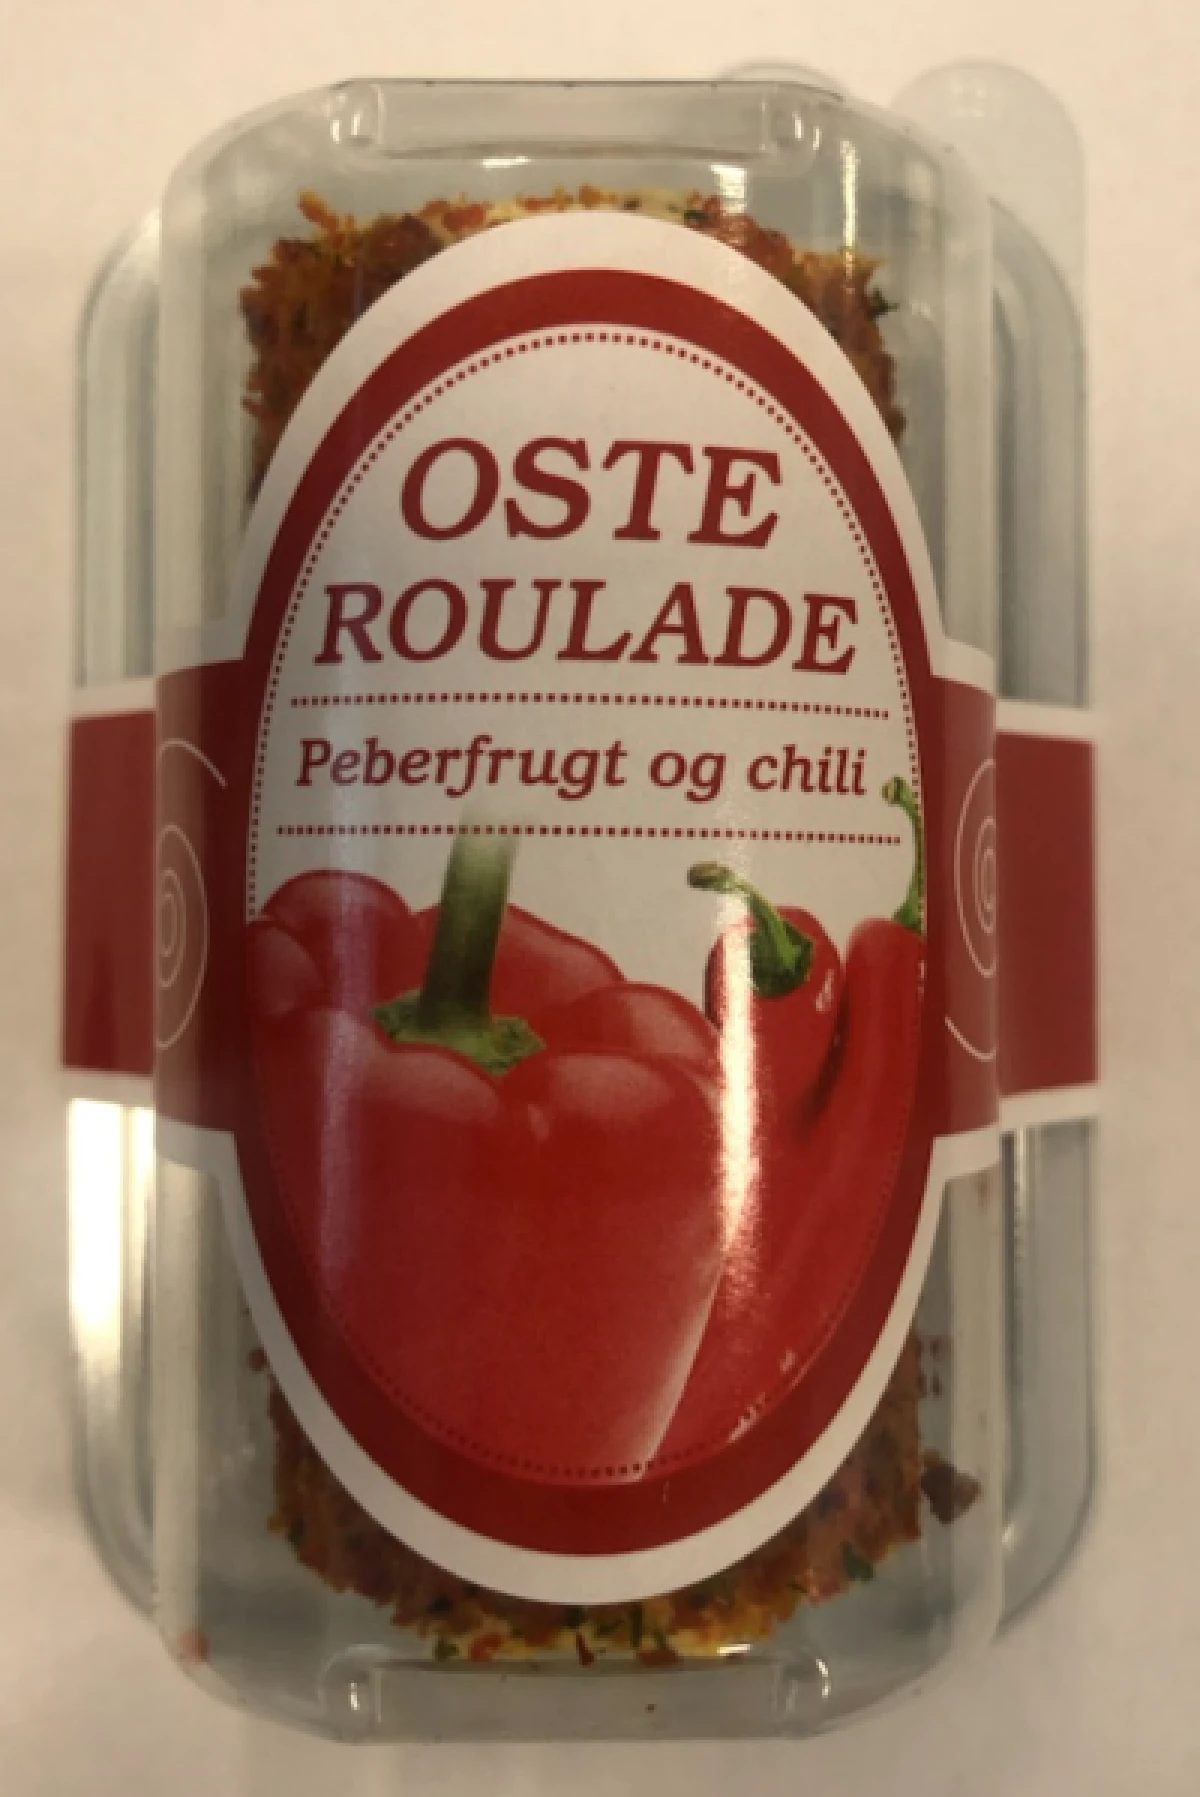 OSTE
ROULADE
Peberfrugt og chili